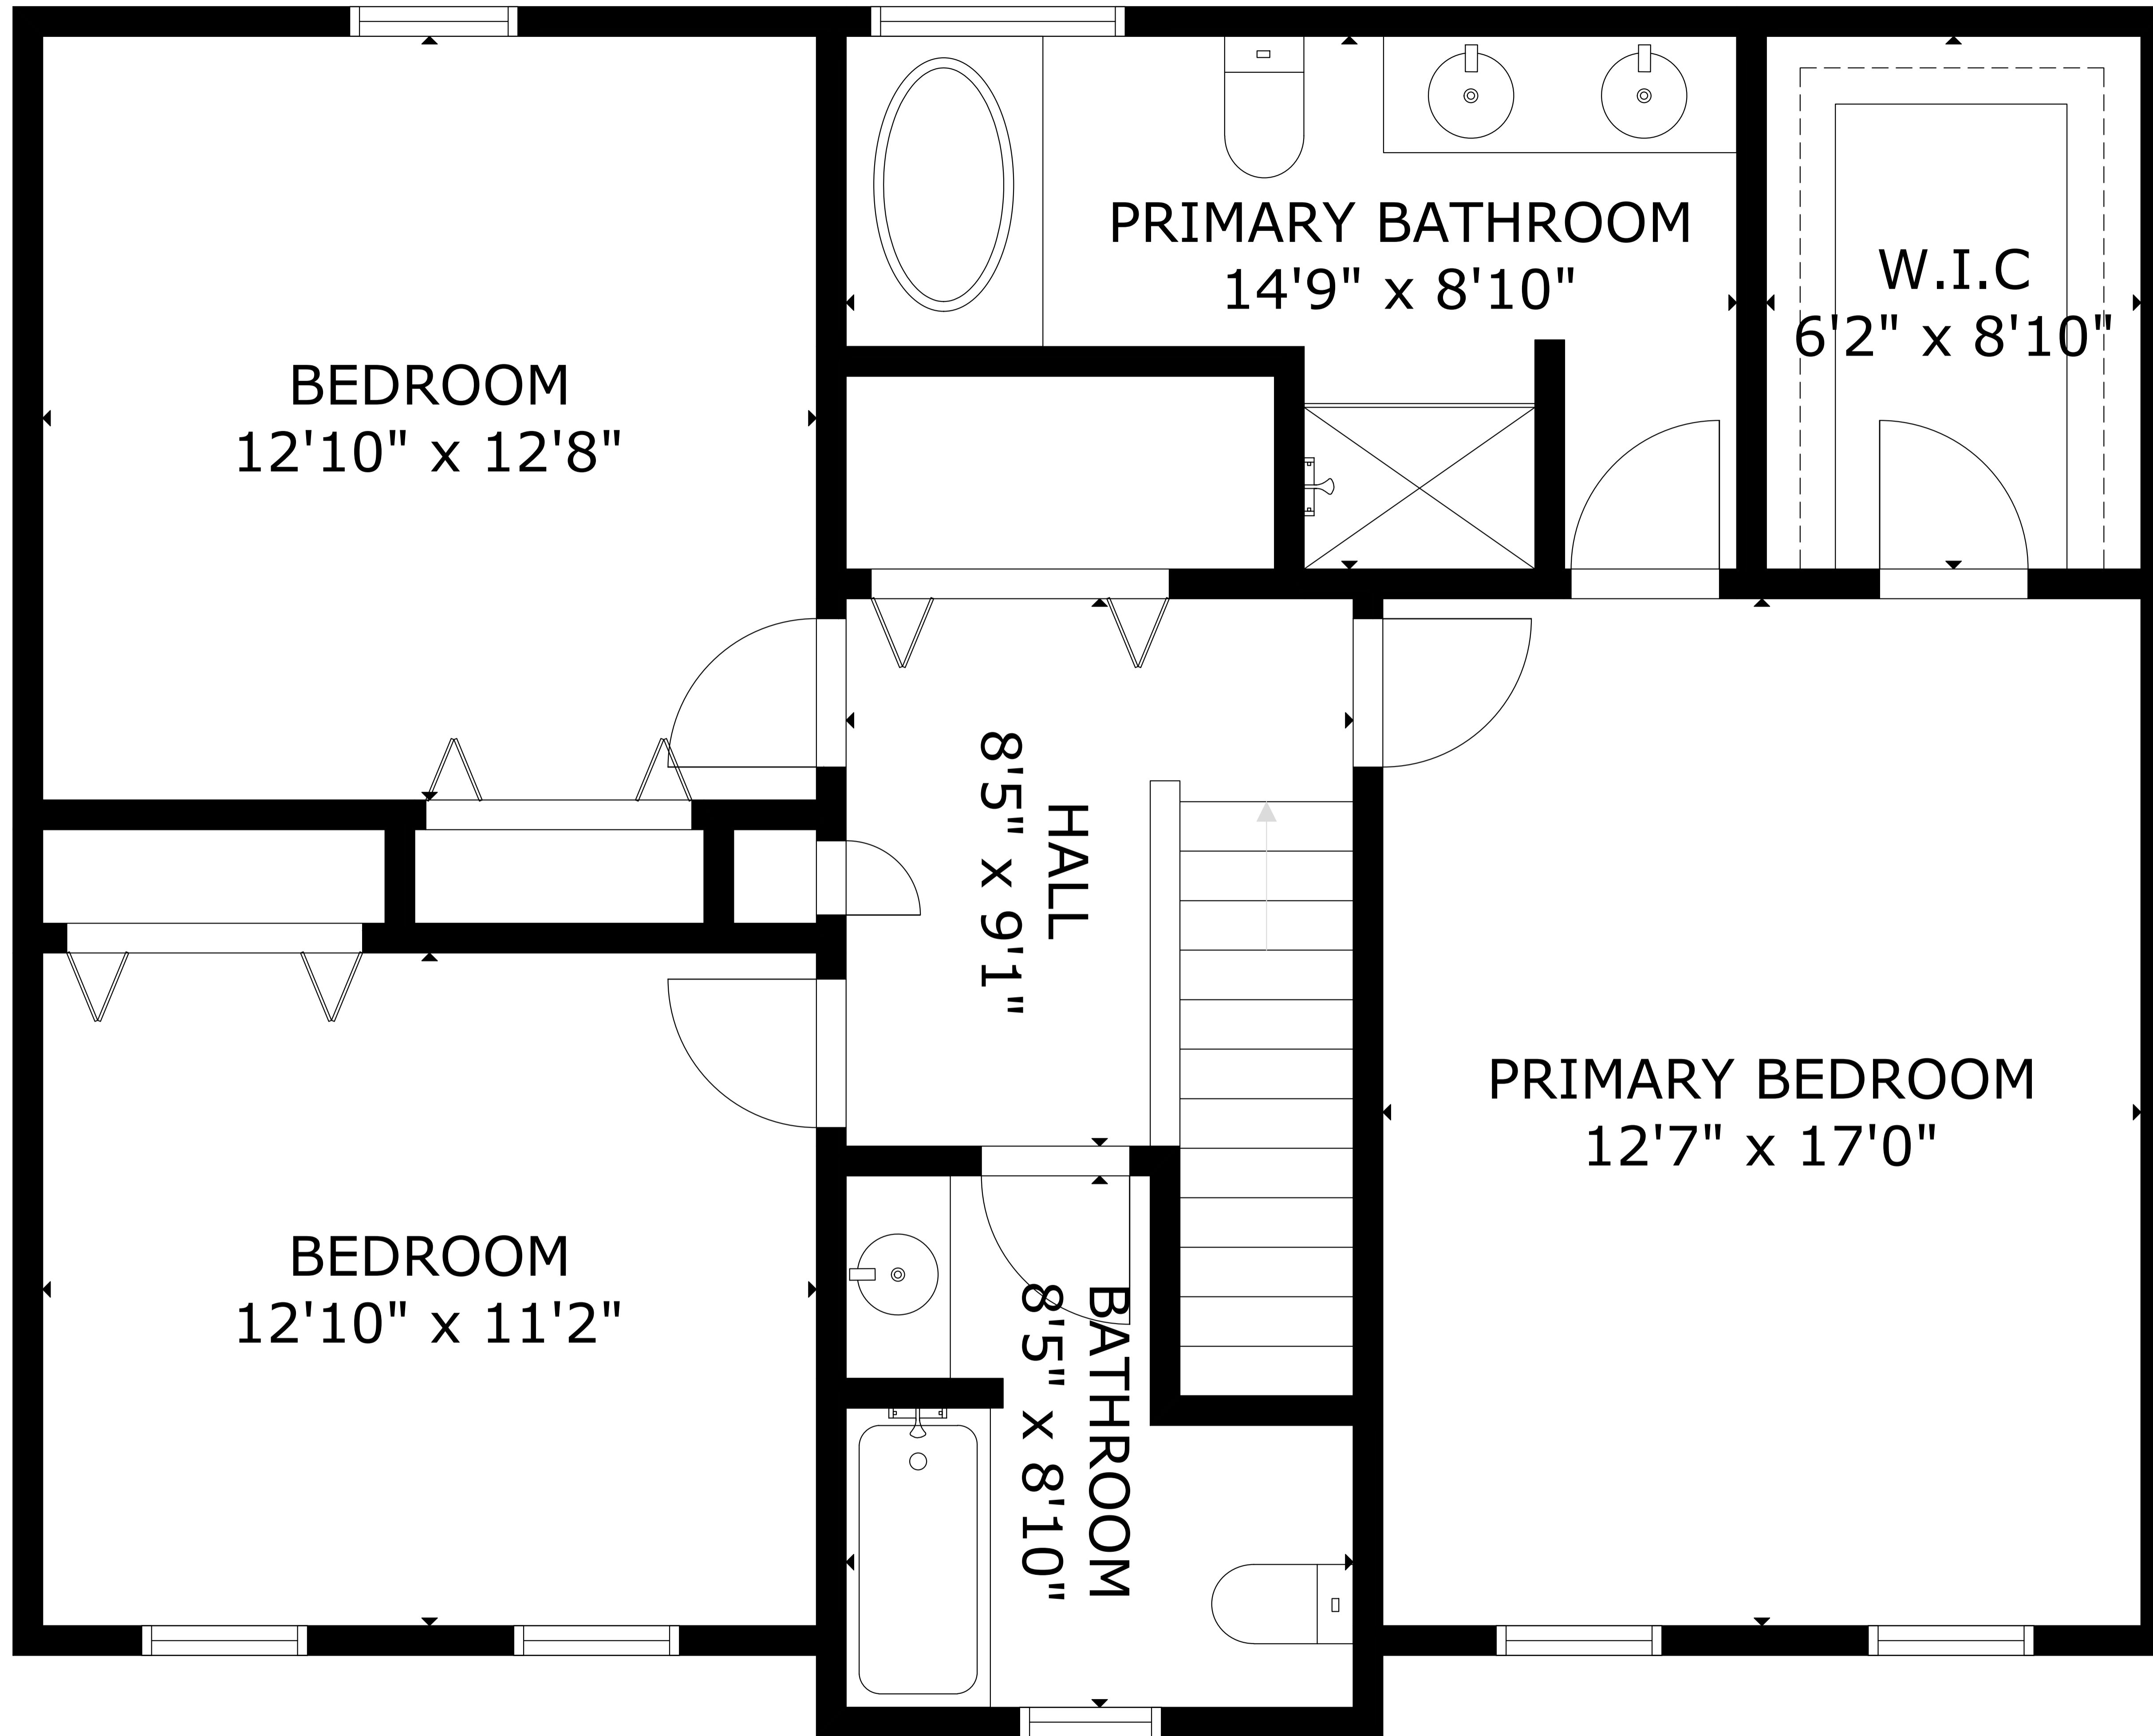 PRIMARY BATHROOM
14'9" x 8'10"
W.I.C
6'2" x 8'10"
BEDROOM
12'10" x 12'8"
HALL
8'5" x 9'1"
PRIMARY BEDROOM
12'7" x 17'0"
BEDROOM
12'10" x 11'2"
BATHROOM
8'5" x 8'10"